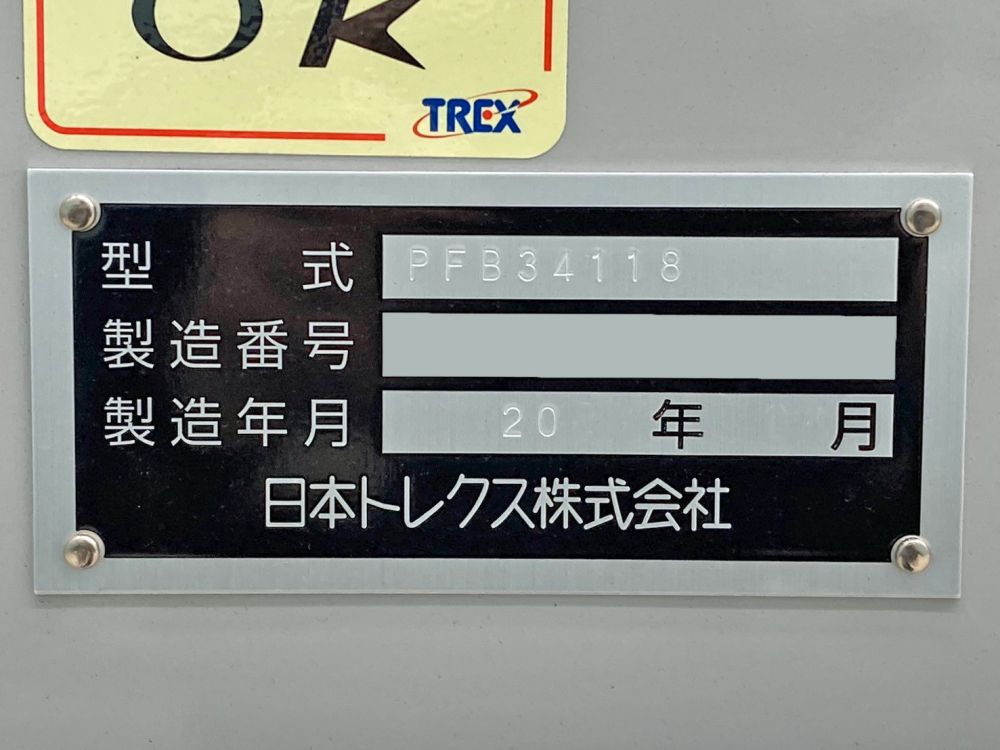 OK
TREX
型式 PFB34118
製造番号
製造年月 20 年 月
日本トレクス株式会社